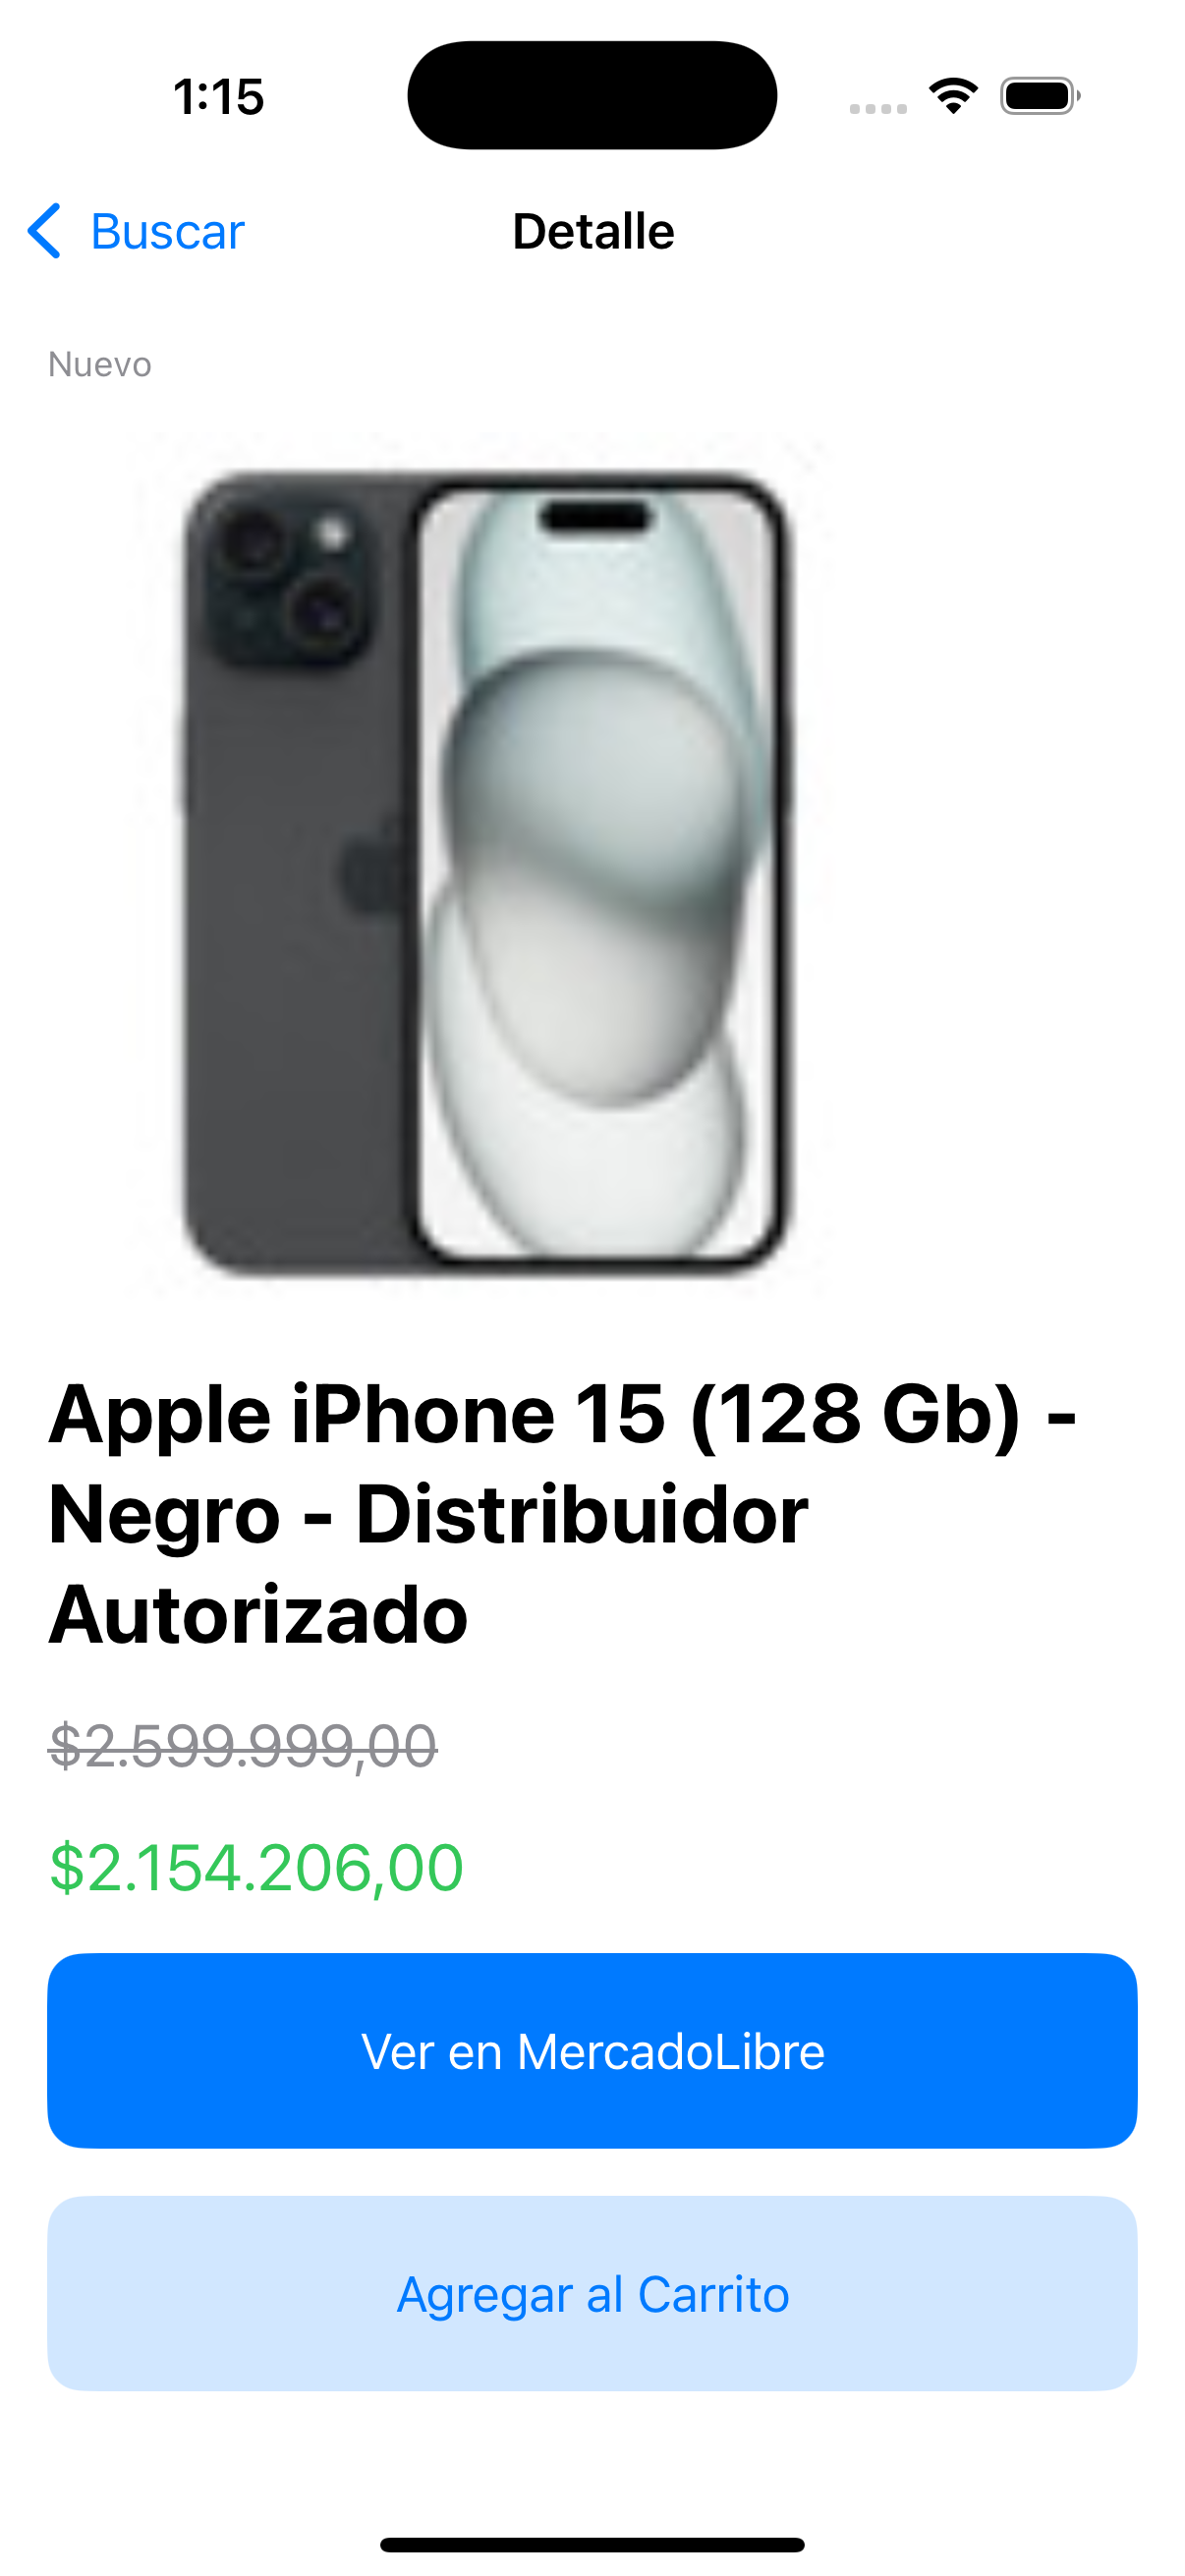 1:15
Buscar
Detalle
Nuevo
Apple iPhone 15 (128 Gb) -
Negro - Distribuidor
Autorizado
$2.599.999,00
$2.154.206,00
Ver en MercadoLibre
Agregar al Carrito